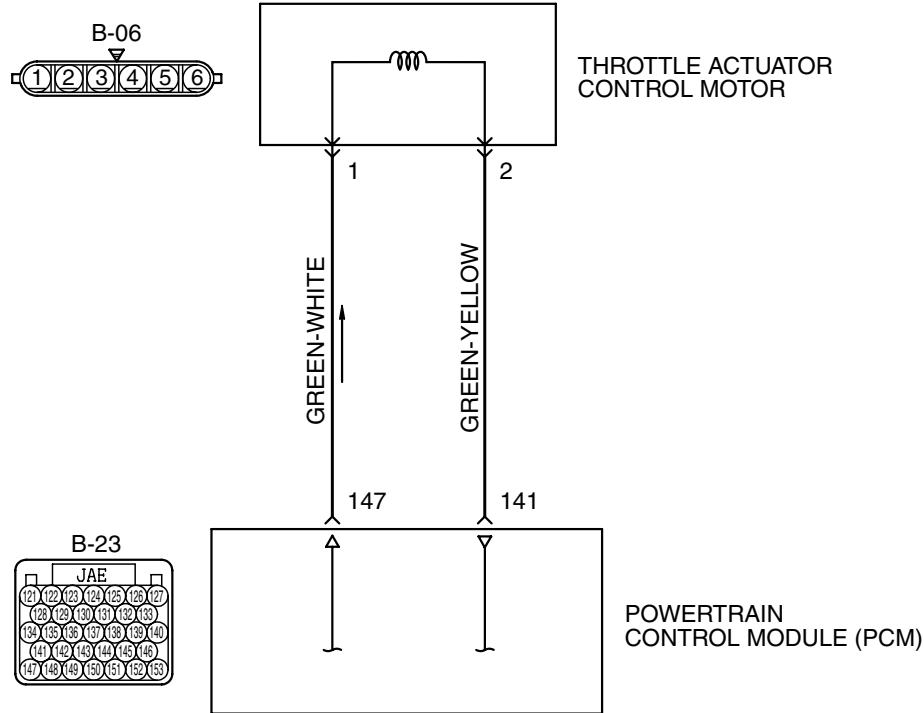 B-06
1 2 3 4 5 6
THROTTLE ACTUATOR
CONTROL MOTOR
1 2
GREEN-WHITE
GREEN-YELLOW
147 141
B-23
JAE
121 122 123 124 125 126 127
128 129 130 131 132 133
134 135 136 137 138 139 140
141 142 143 144 145 146
147 148 149 150 151 152 153
POWERTRAIN
CONTROL MODULE (PCM)